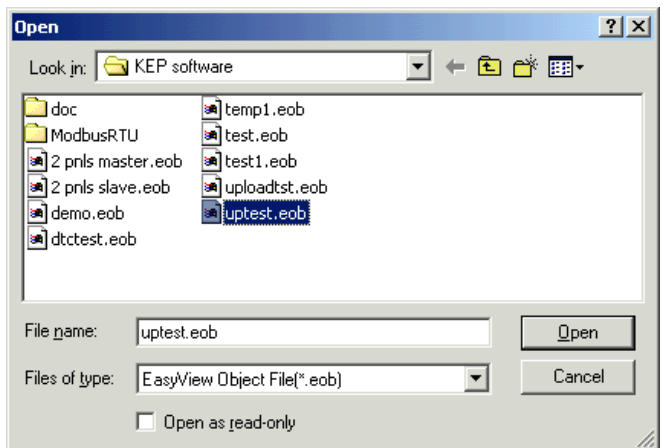 Open
Look in: KEP software
doc
ModbusRTU
2 pnls master.eob
2 pnls slave.eob
demo.eob
dtctest.eob
temp1.eob
test.eob
test1.eob
uploadtst.eob
uptest.eob
File name: uptest.eob Open
Files of type: EasyView Object File(*.eob) Cancel
Open as read-only